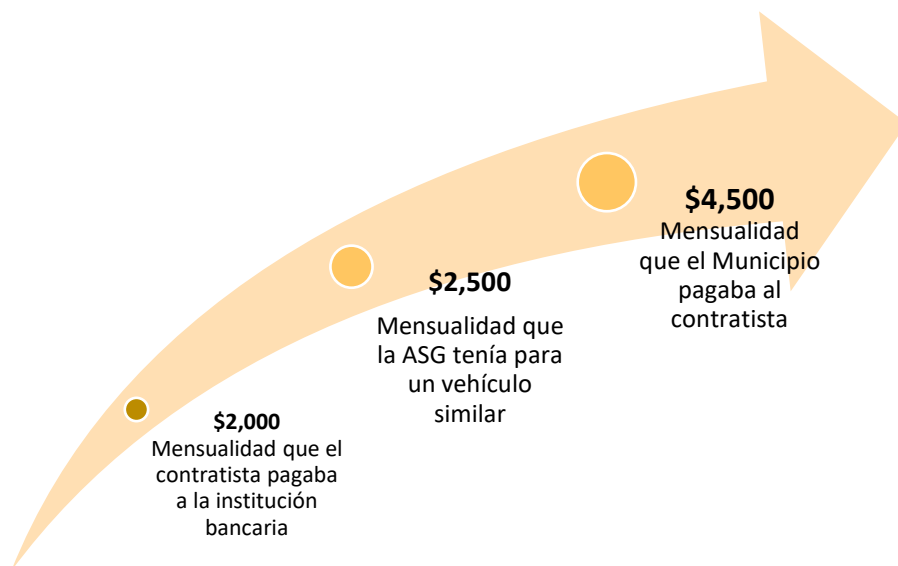 $2,000
Mensualidad que el
contratista pagaba
a la institución
bancaria
$2,500
Mensualidad que
la ASG tenía para
un vehículo
similar
$4,500
Mensualidad
que el Municipio
pagaba al
contratista